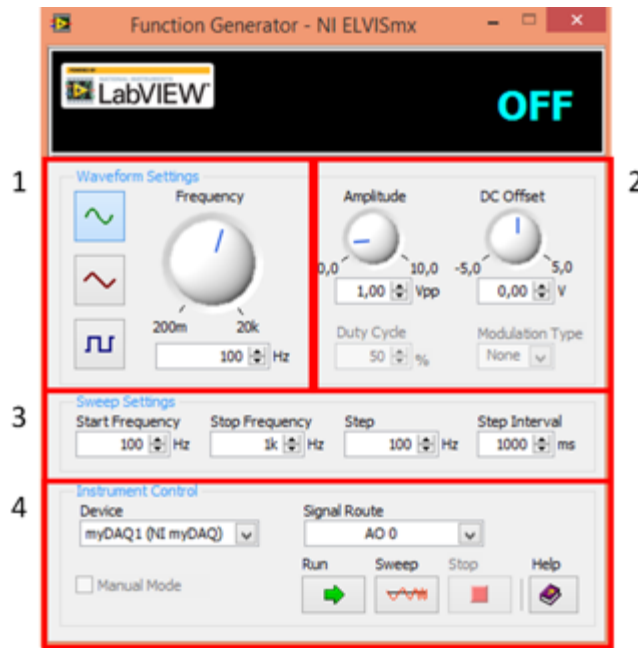 Function Generator - NI ELVISmx
LabVIEW
OFF
1
2
Waveform Settings
Frequency
200m 20k
100 Hz
Amplitude DC Offset
0,0 10,0 -5,0 5,0
1,00 Vpp 0,00 V
Duty Cycle Modulation Type
50 % None
3
Sweep Settings
Start Frequency Stop Frequency Step Step Interval
100 Hz 1k Hz 100 Hz 1000 ms
4
Instrument Control
Device Signal Route
myDAQ1 (NI myDAQ) AO 0
Run Sweep Stop Help
Manual Mode